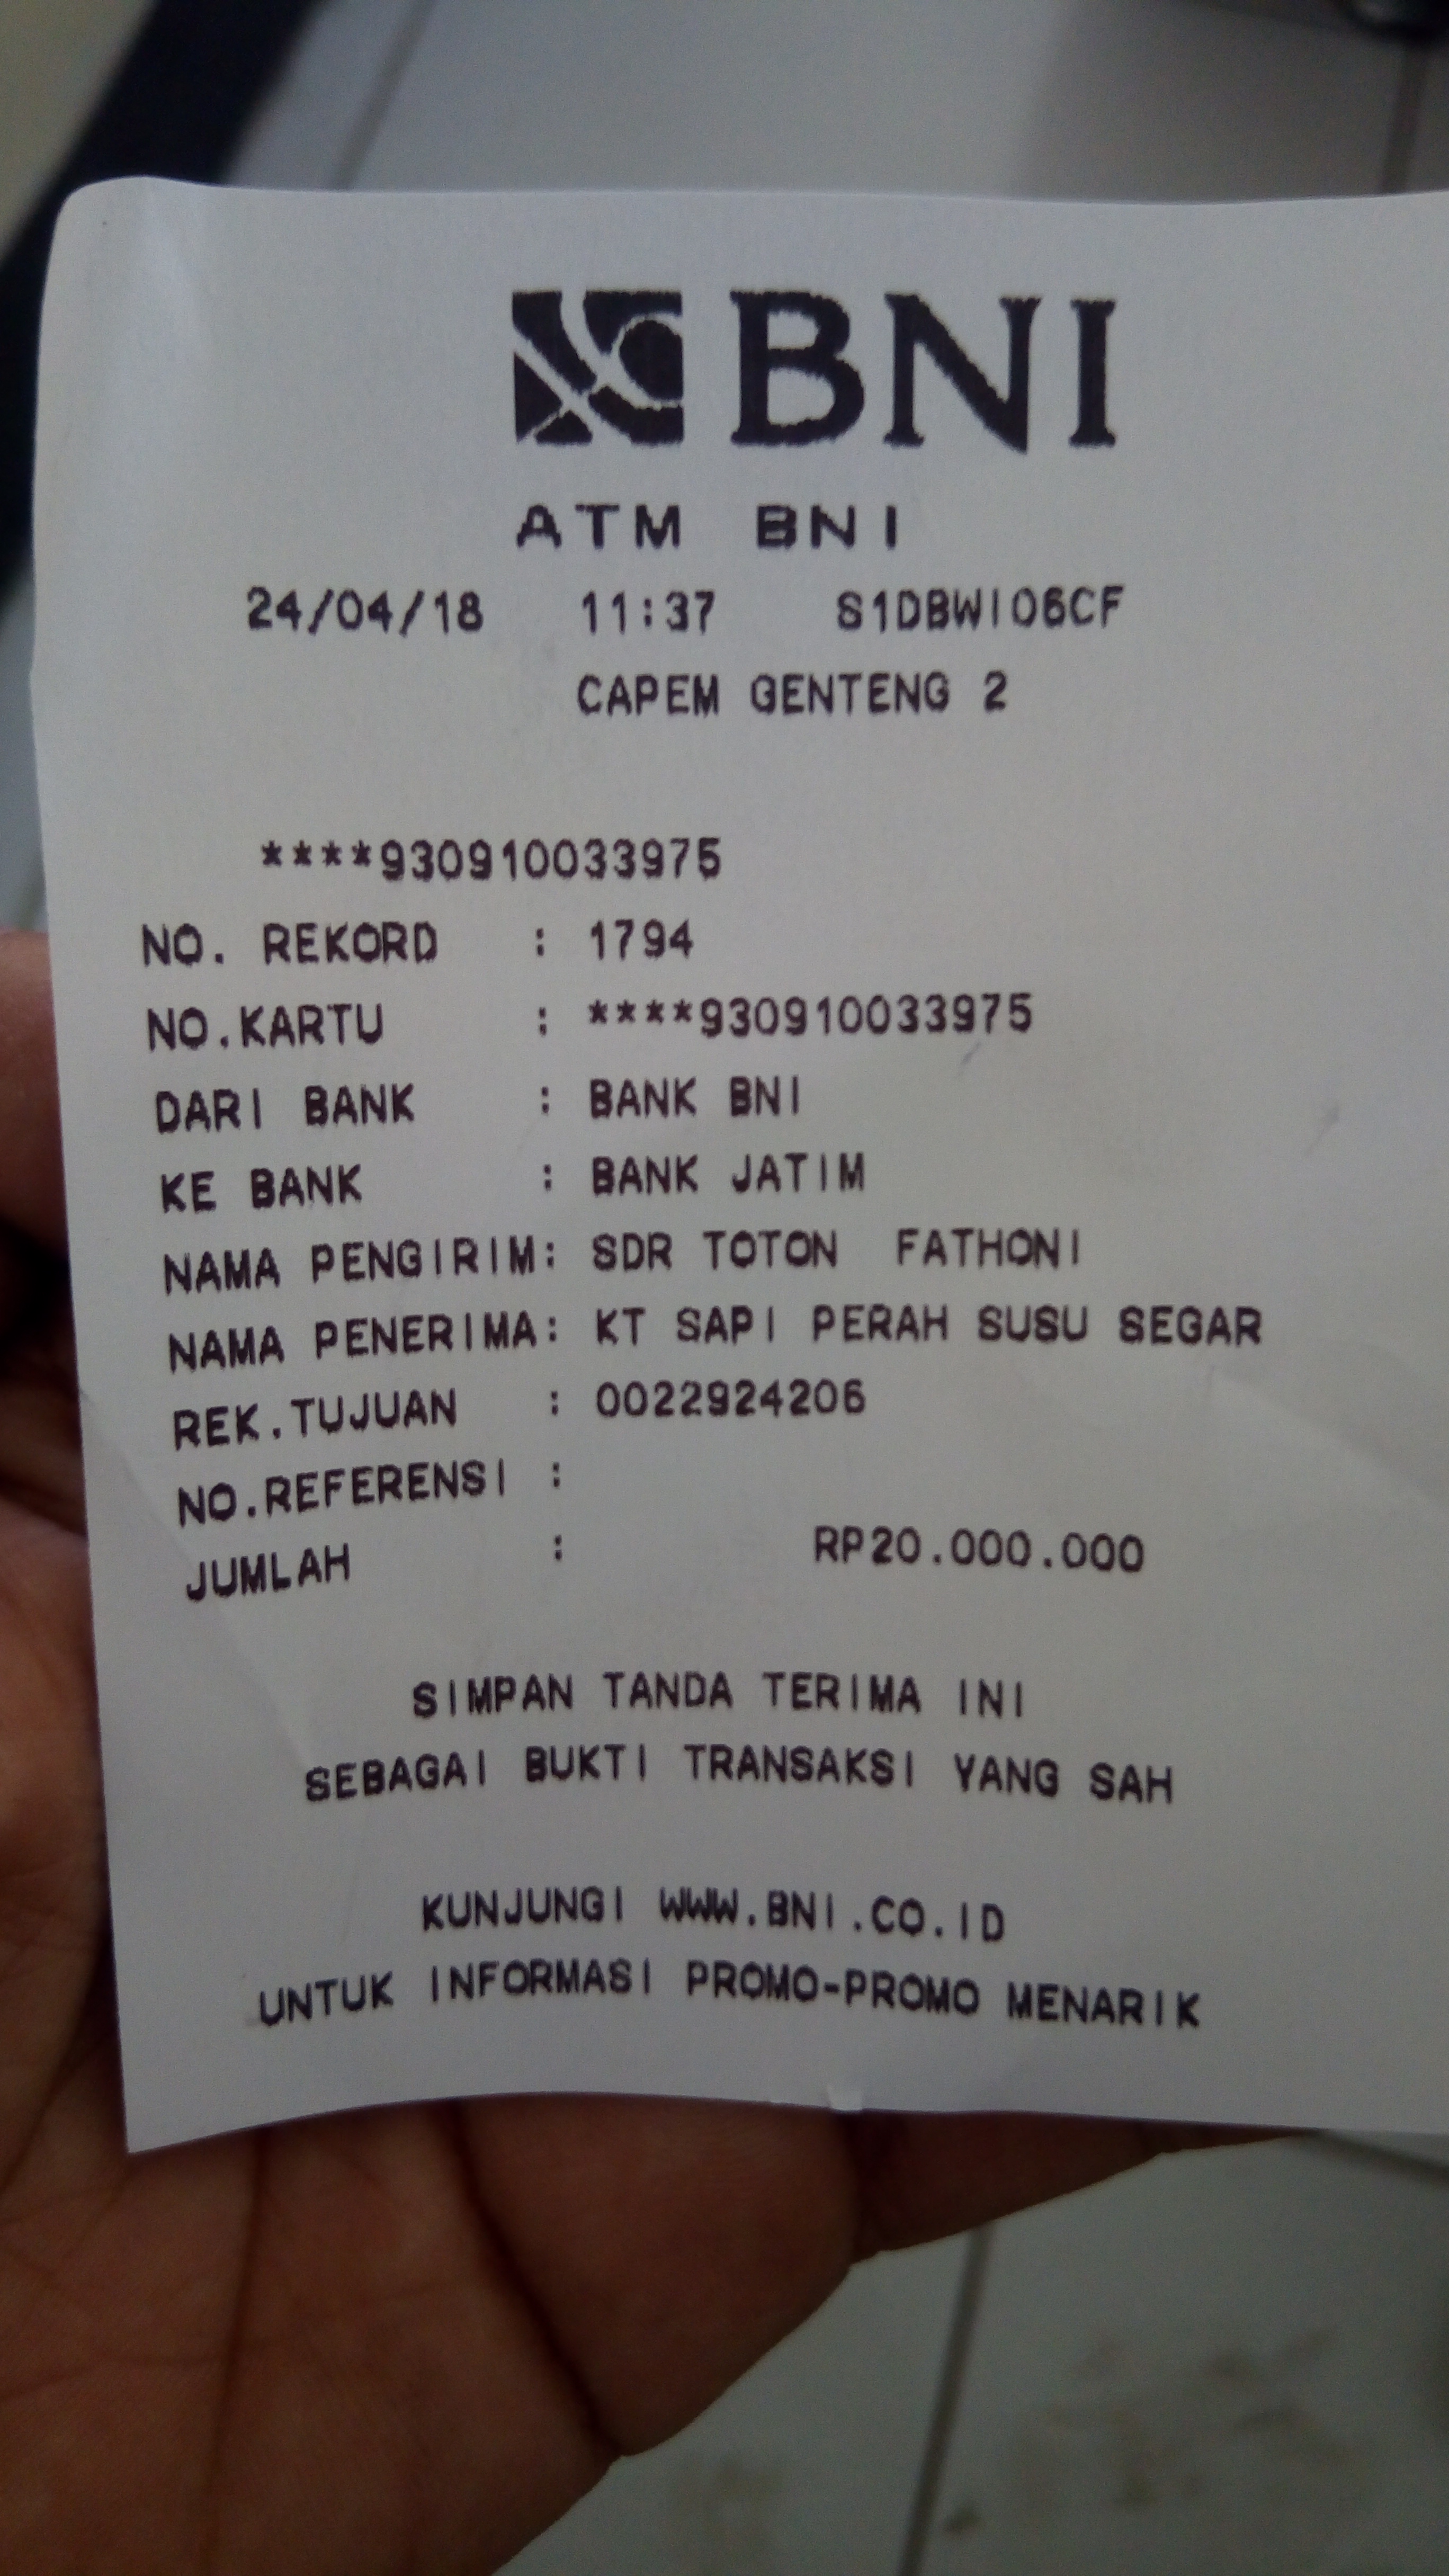 BNI
ATM BNI
24/04/18 11:37 S1DBWI06CF
CAPEM GENTENG 2
****930910033975
NO. REKORD : 1794
NO.KARTU : ****930910033975
DARI BANK : BANK BNI
KE BANK : BANK JATIM
NAMA PENGIRIM: SDR TOTON FATHONI
NAMA PENERIMA: KT SAPI PERAH SUSU SEGAR
REK.TUJUAN : 0022924206
NO.REFERENSI :
JUMLAH : RP20.000.000
SIMPAN TANDA TERIMA INI
SEBAGAI BUKTI TRANSAKSI YANG SAH
KUNJUNGI WWW.BNI.CO.ID
UNTUK INFORMASI PROMO-PROMO MENARIK